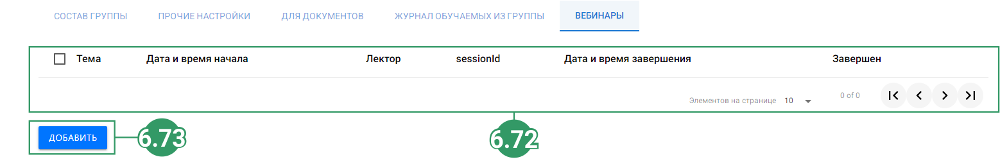 СОСТАВ ГРУППЫ ПРОЧИЕ НАСТРОЙКИ ДЛЯ ДОКУМЕНТОВ ЖУРНАЛ ОБУЧАЕМЫХ ИЗ ГРУППЫ ВЕБИНАРЫ
Тема Дата и время начала Лектор sessionId Дата и время завершения Завершен
Элементов на странице 10 0 of 0
ДОБАВИТЬ 6.73 6.72